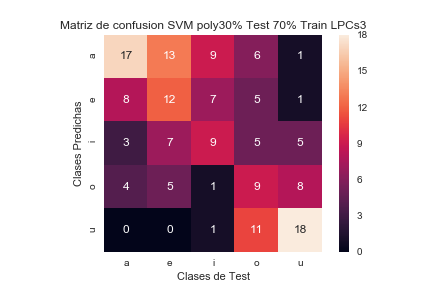 Matriz de confusion SVM poly30% Test 70% Train LPCs3
a 17 13 9 6 1
e 8 12 7 5 1
i 3 7 9 5 5
o 4 5 1 9 8
u 0 0 1 11 18
a e i o u
Clases de Test
Clases Predichas
18
15
12
9
6
3
0